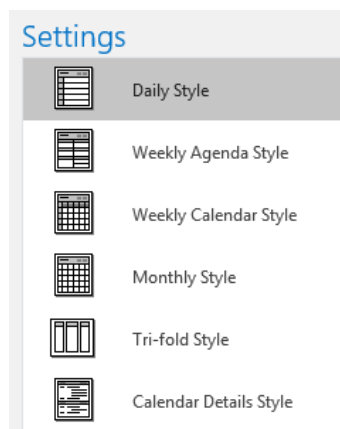 Settings
Daily Style
Weekly Agenda Style
Weekly Calendar Style
Monthly Style
Tri-fold Style
Calendar Details Style